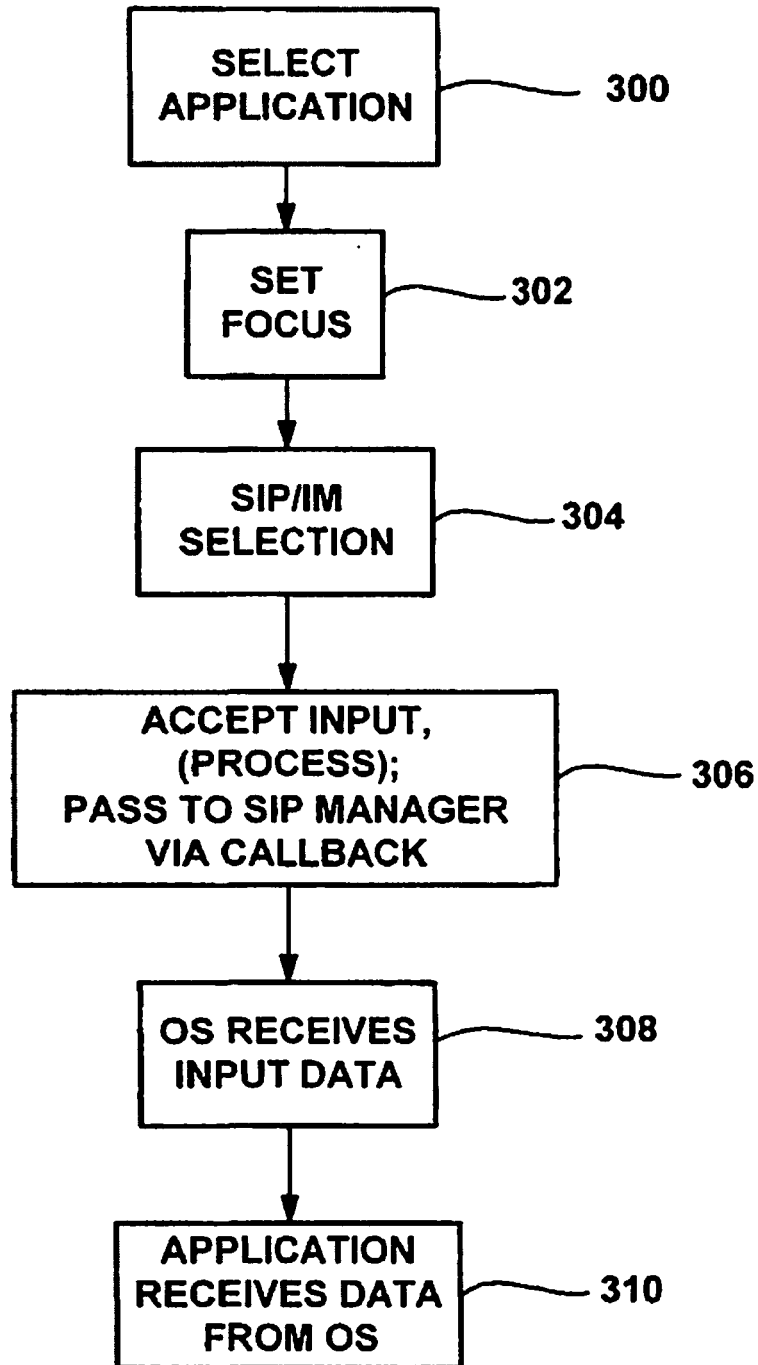 SELECT
APPLICATION
300
SET
FOCUS
302
SIP/IM
SELECTION
304
ACCEPT INPUT,
(PROCESS);
PASS TO SIP MANAGER
VIA CALLBACK
306
OS RECEIVES
INPUT DATA
308
APPLICATION
RECEIVES DATA
FROM OS
310